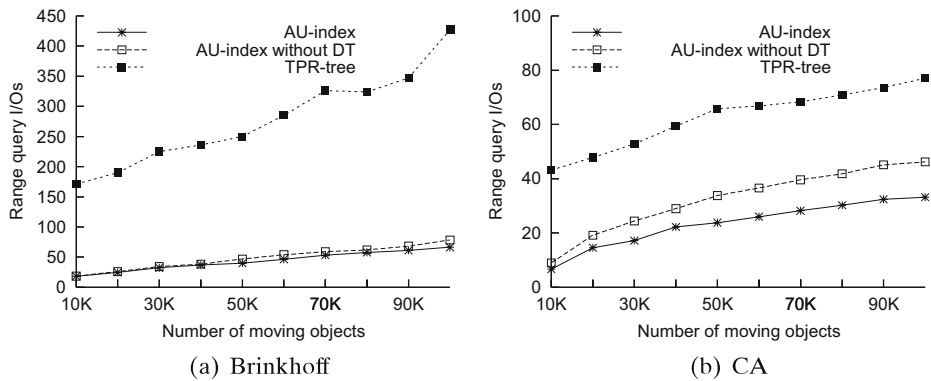 450
400
350
300
250
200
150
100
50
0
Range query I/Os
AU-index
AU-index without DT
TPR-tree
10K 30K 50K 70K 90K
Number of moving objects
(a) Brinkhoff
100
80
60
40
20
0
Range query I/Os
AU-index
AU-index without DT
TPR-tree
10K 30K 50K 70K 90K
Number of moving objects
(b) CA